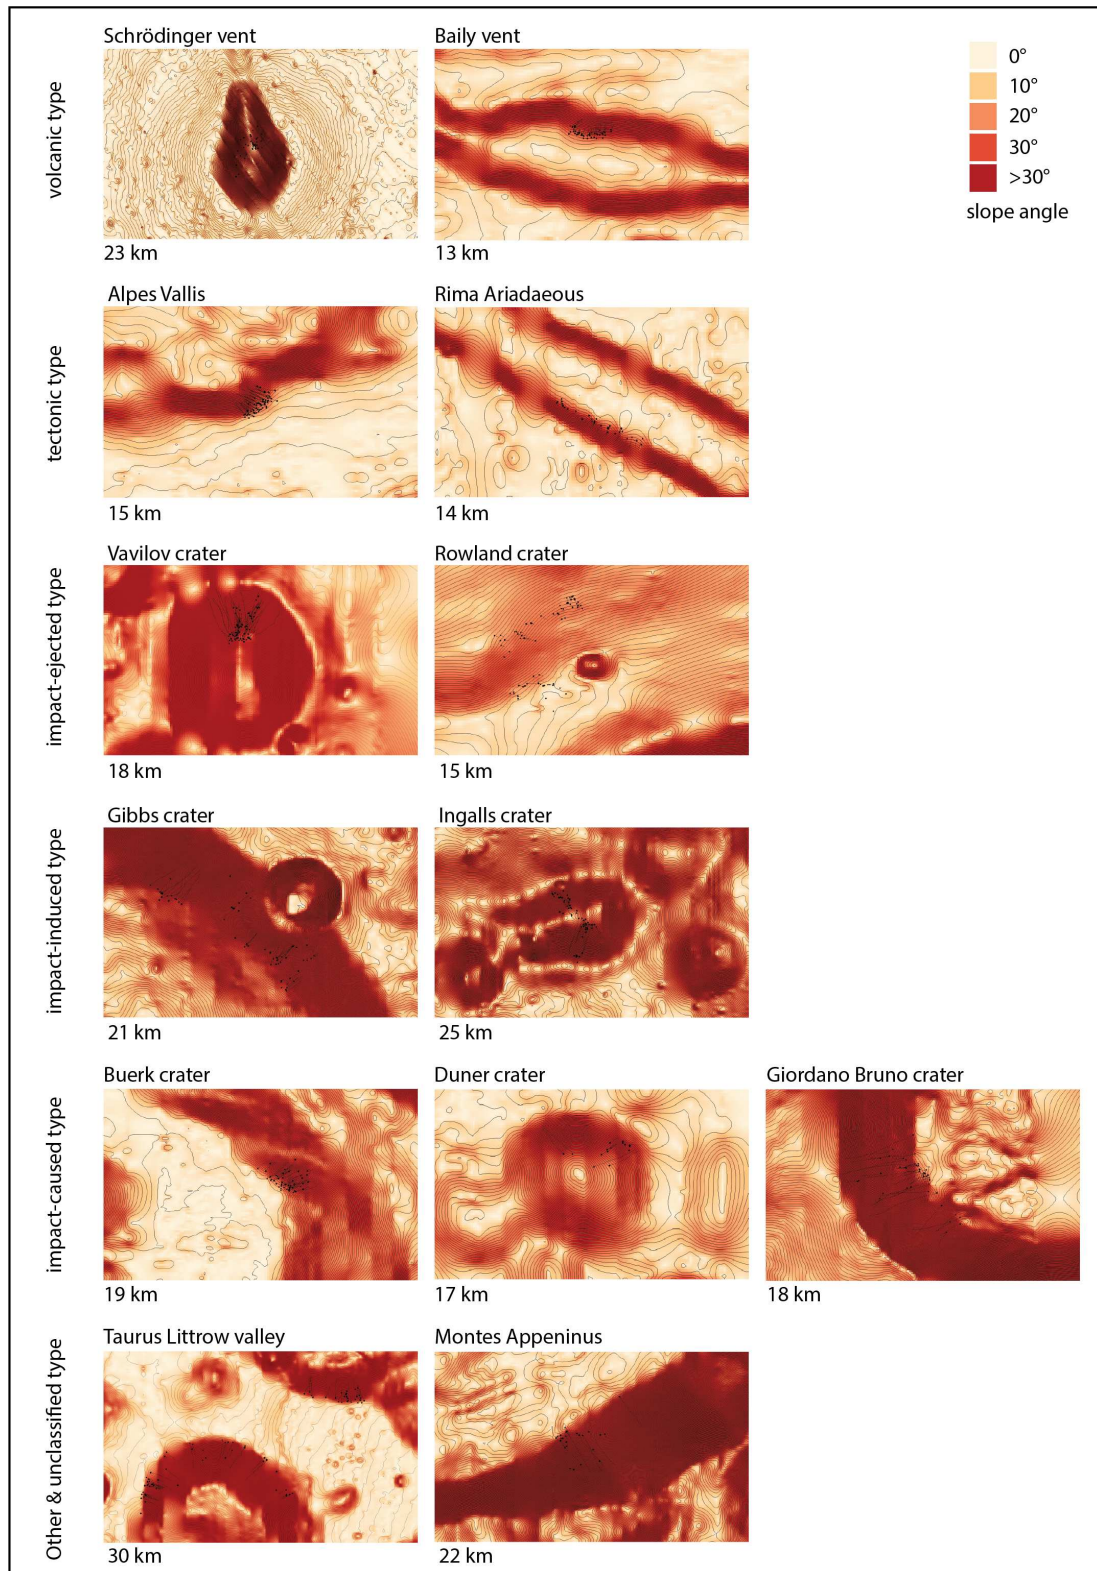 Schrödinger vent
Baily vent
0°
10°
20°
30°
>30°
slope angle
volcanic type
23 km
13 km
Alpes Vallis
Rima Ariadaeous
tectonic type
15 km
14 km
Vavilov crater
Rowland crater
impact-ejected type
18 km
15 km
Gibbs crater
Ingalls crater
impact-induced type
21 km
25 km
Buerk crater
Duner crater
Giordano Bruno crater
impact-caused type
19 km
17 km
18 km
Taurus Littrow valley
Montes Appeninus
Other & unclassified type
30 km
22 km